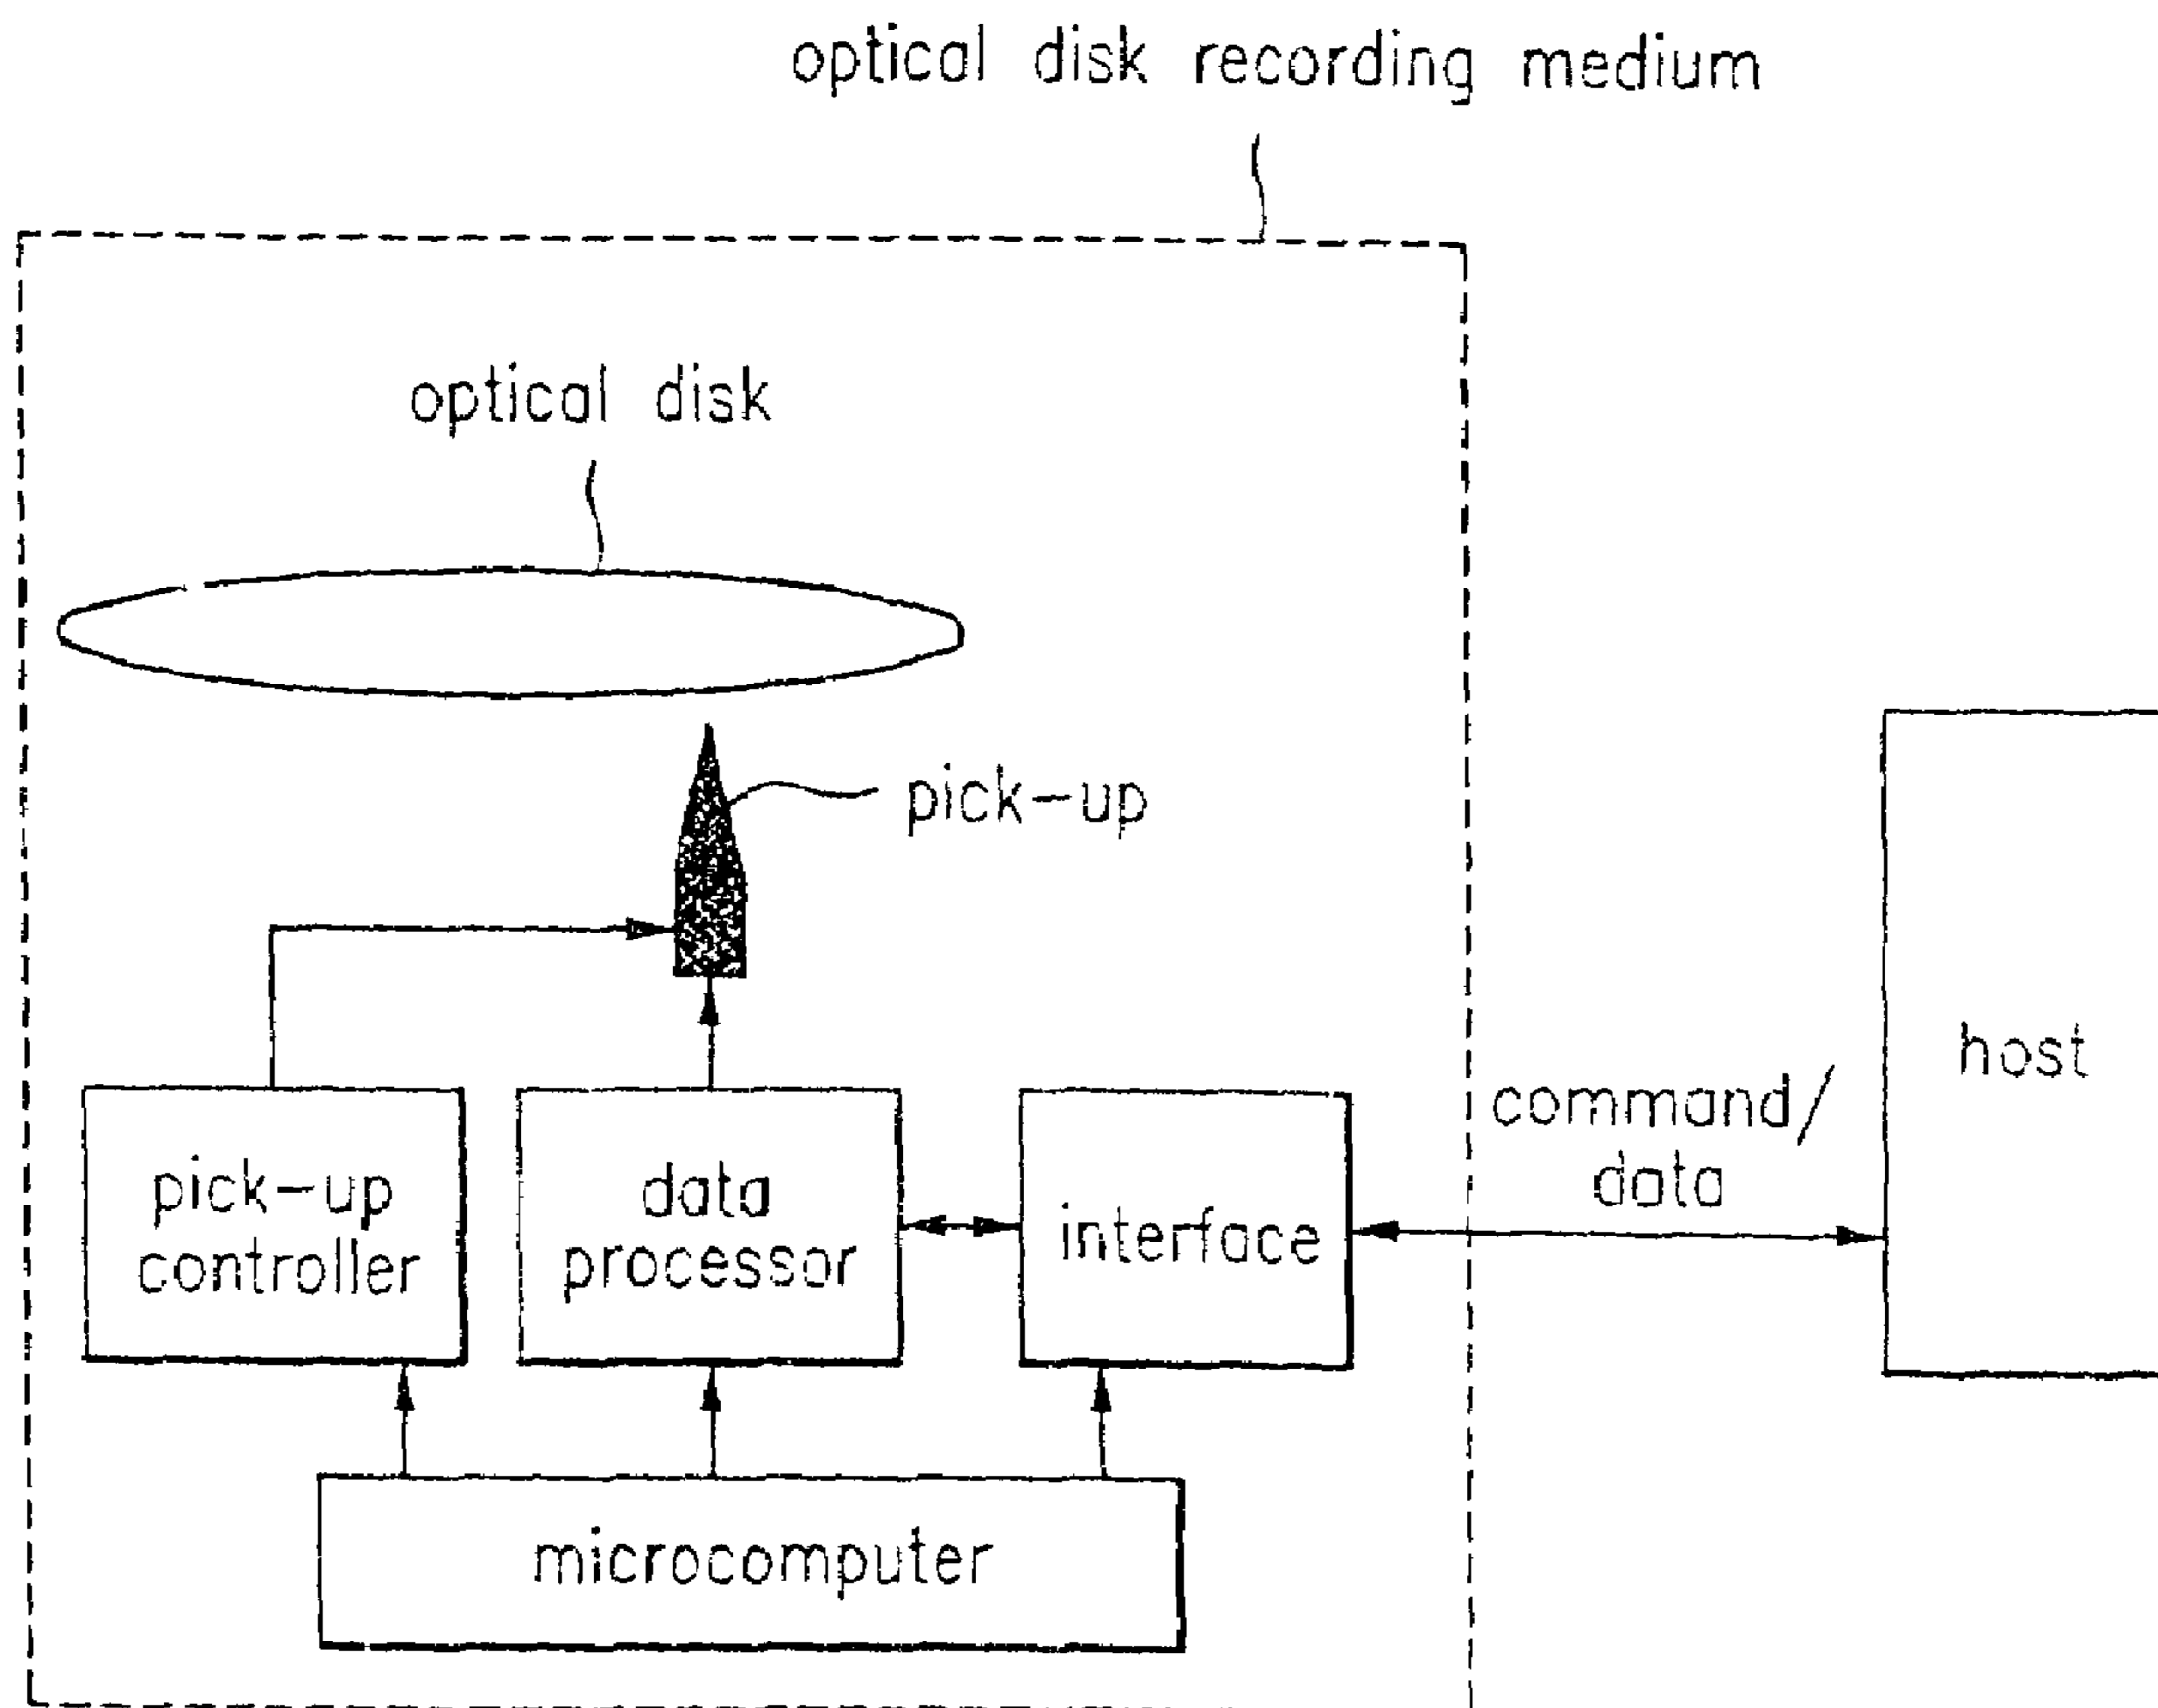 optical disk recording medium
optical disk
pick-up
host
command/
data
pick-up
controller
data
processor
interface
microcomputer